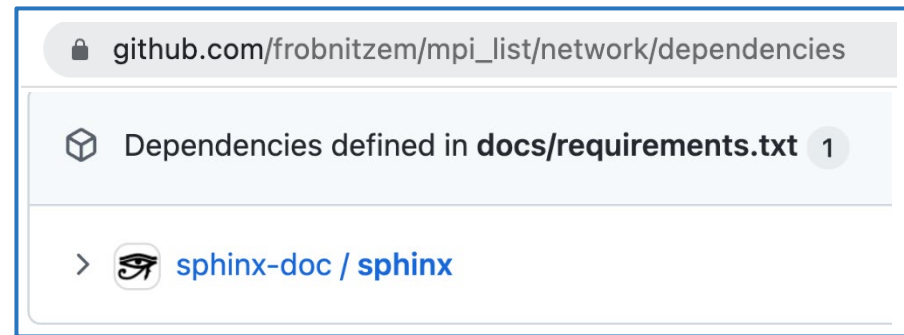 github.com/frobnitzem/mpi_list/network/dependencies
Dependencies defined in docs/requirements.txt 1
sphinx-doc / sphinx